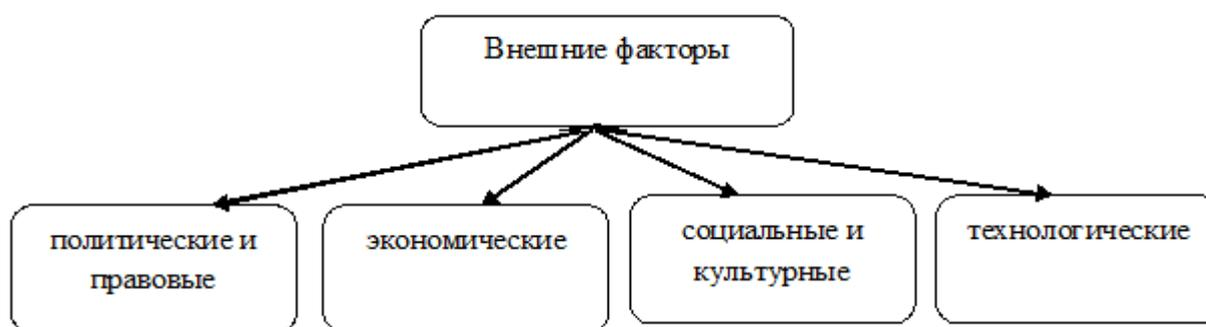 Внешние факторы
политические и
правовые
экономические
социальные и
культурные
технологические